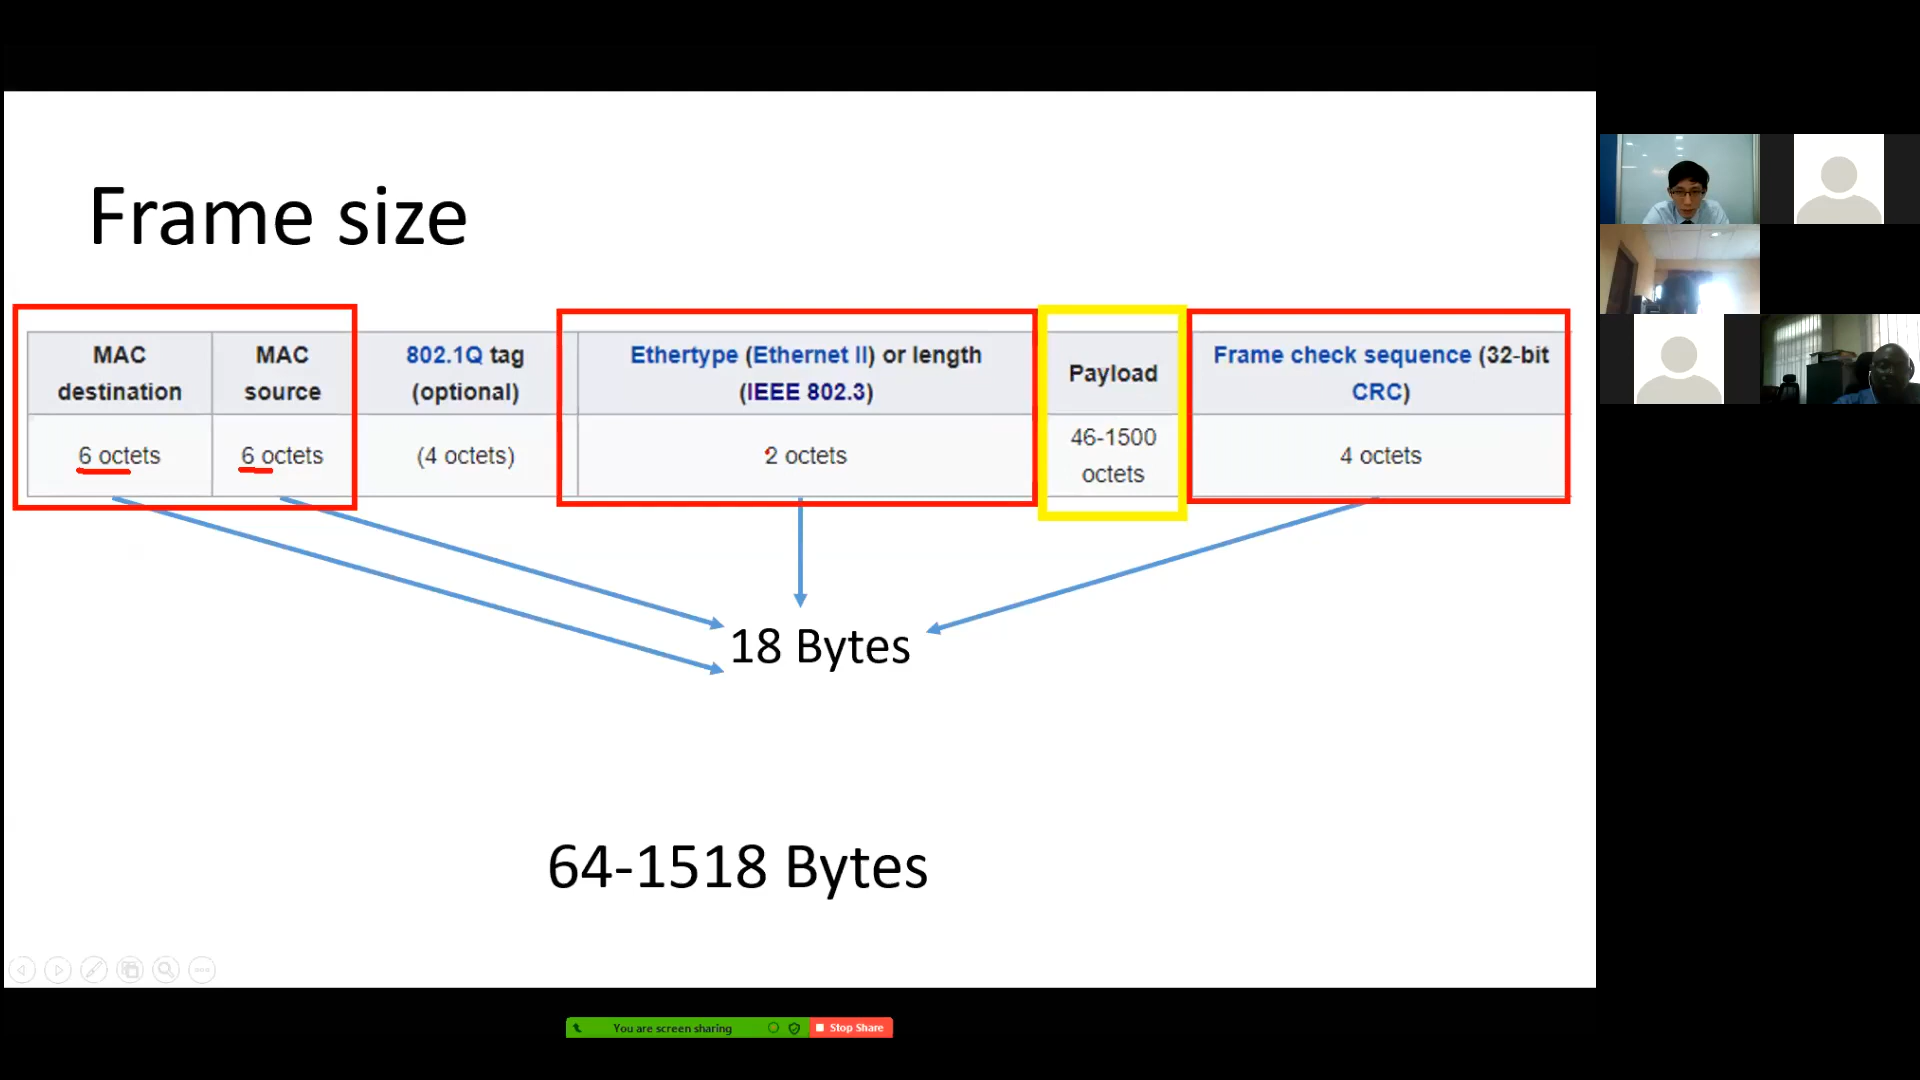 Frame size
MAC destination
MAC source
802.1Q tag (optional)
Ethertype (Ethernet II) or length (IEEE 802.3)
Payload
Frame check sequence (32-bit CRC)
6 octets
6 octets
(4 octets)
2 octets
46-1500 octets
4 octets
18 Bytes
64-1518 Bytes
You are screen sharing
Stop Share